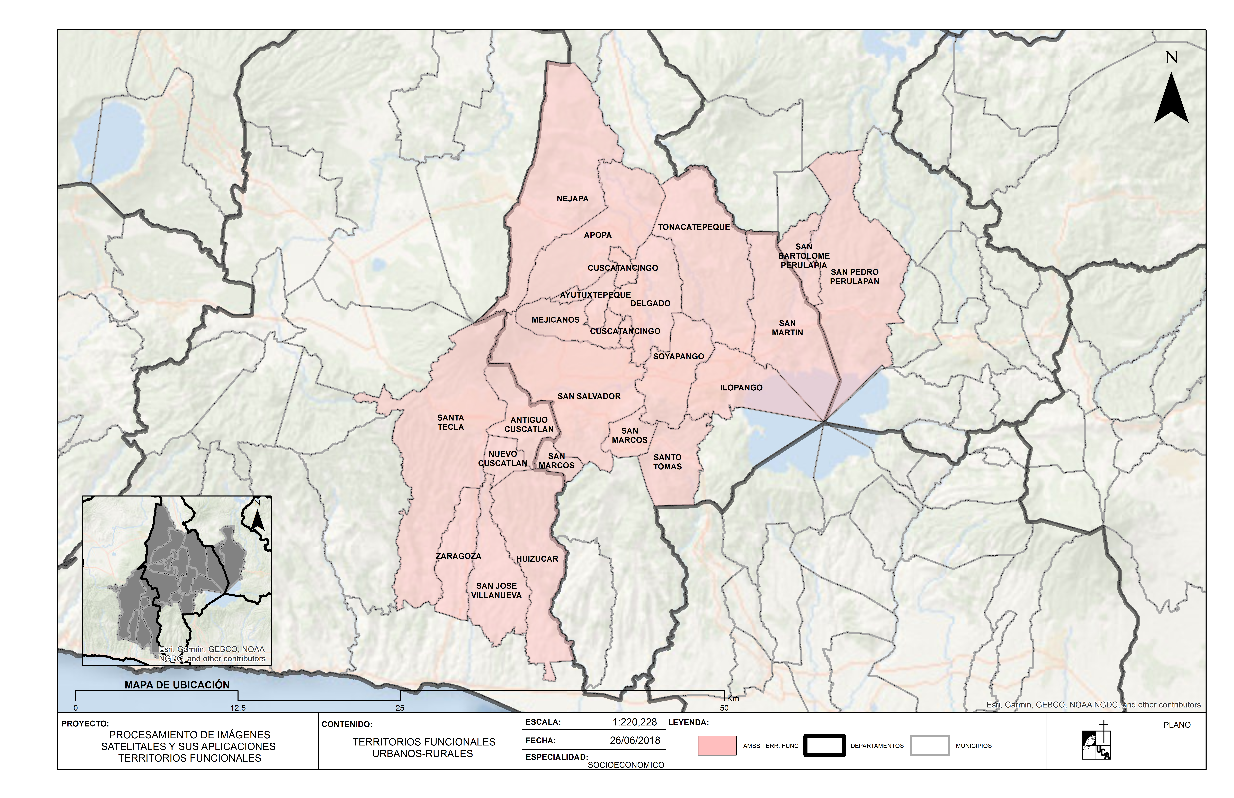 N
NEJAPA
TONACATEPEQUE
APOPA
SAN
BARTOLOME
PERULAPIA
CUSCATANCINGO
SAN PEDRO
PERULAPAN
AYUTUXTEPEQUE
DELGADO
MEJICANOS
CUSCATANCINGO
SAN
MARTIN
SOYAPANGO
ILOPANGO
SAN SALVADOR
SANTA
TECLA
ANTIGUO
CUSCATLAN
SAN
MARCOS
NUEVO
CUSCATLAN
SAN
MARCOS
SANTO
TOMAS
ZARAGOZA
HUIZUCAR
SAN JOSE
VILLANUEVA
Esri, Garmin, GEBCO, NOAA
NGDC, and other contributors
MAPA DE UBICACIÓN
Km
0 12.5 25 50
Esri, Garmin, GEBCO, NOAA NGDC, and other contributors
PROYECTO:
PROCESAMIENTO DE IMÁGENES
SATELITALES Y SUS APLICACIONES
TERRITORIOS FUNCIONALES
CONTENIDO:
TERRITORIOS FUNCIONALES
URBANOS-RURALES
ESCALA: 1:220,228
FECHA: 26/06/2018
ESPECIALIDAD:
SOCIOECONOMICO
LEYENDA:
DEPARTAMENTOS
MUNICIPIOS
UCA
PLANO